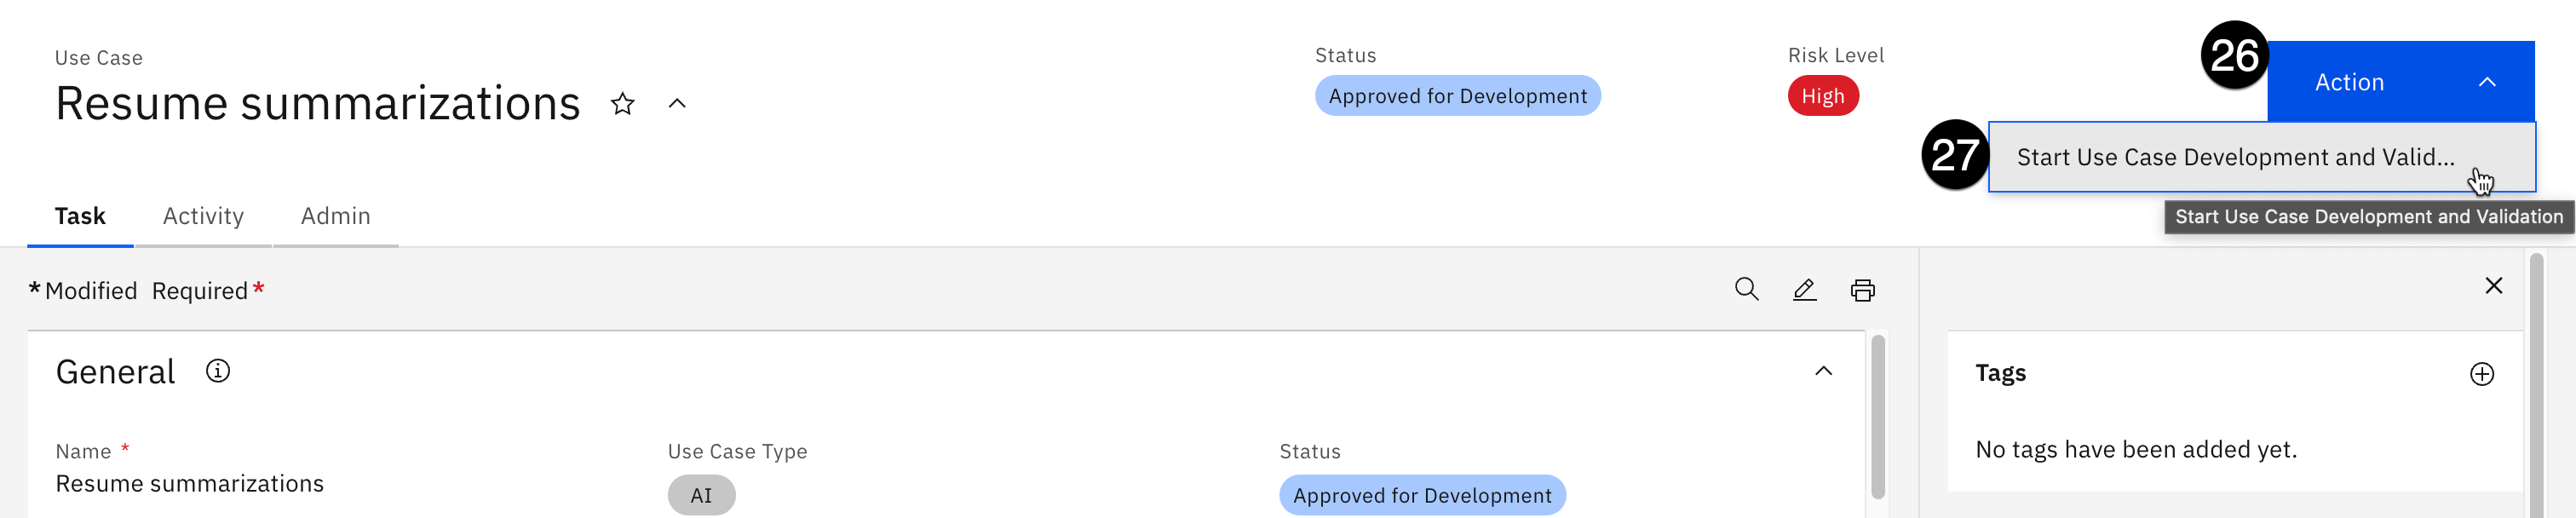 Use Case
Resume summarizations
Status
Approved for Development
Risk Level
High
26
Action
27
Start Use Case Development and Valid...
Start Use Case Development and Validation
Task Activity Admin
*Modified Required*
General
Tags
No tags have been added yet.
Name *
Resume summarizations
Use Case Type
AI
Status
Approved for Development